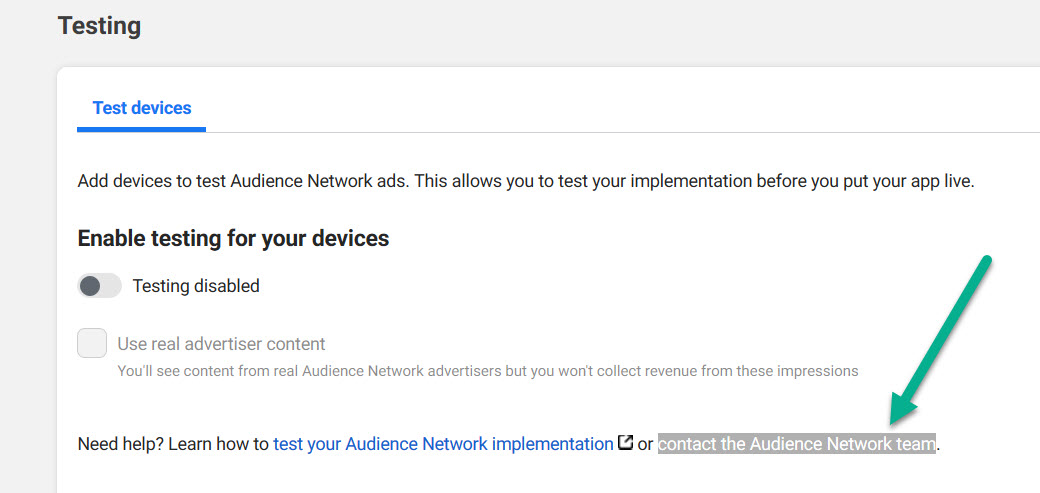 Testing
Test devices
Add devices to test Audience Network ads. This allows you to test your implementation before you put your app live.
Enable testing for your devices
Testing disabled
Use real advertiser content
You'll see content from real Audience Network advertisers but you won't collect revenue from these impressions
Need help? Learn how to test your Audience Network implementation or contact the Audience Network team.